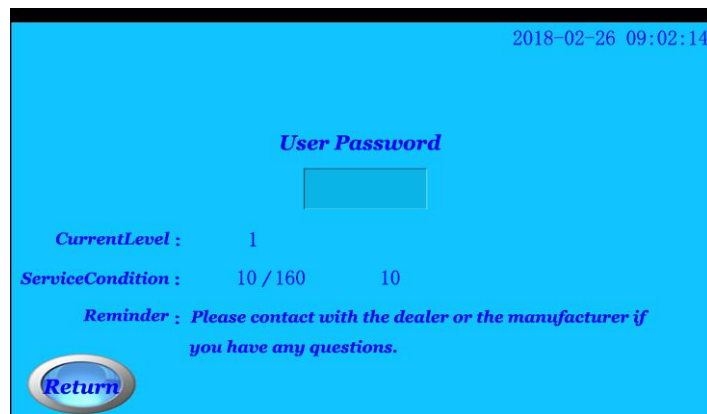 2018-02-26 09:02:14
User Password
CurrentLevel： 1
ServiceCondition： 10 / 160 10
Reminder： Please contact with the dealer or the manufacturer if
you have any questions.
Return